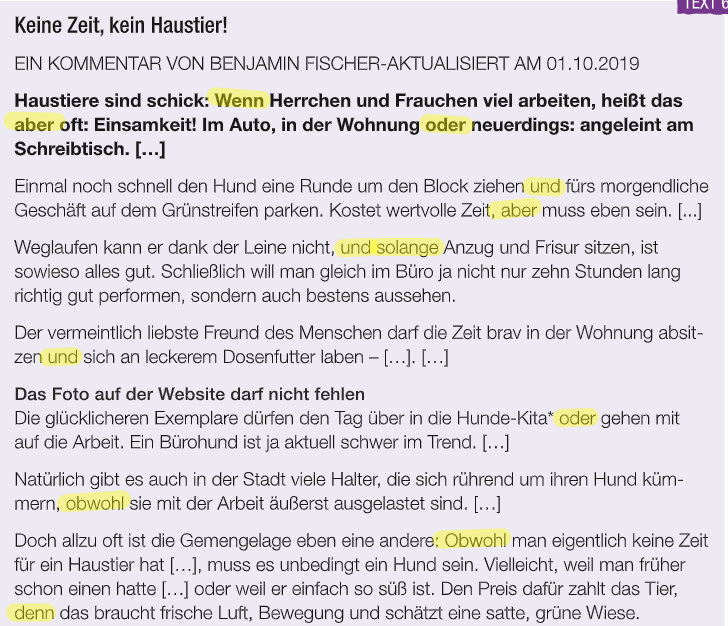 TEXT 6
Keine Zeit, kein Haustier!
EIN KOMMENTAR VON BENJAMIN FISCHER-AKTUALISIERT AM 01.10.2019
Haustiere sind schick: Wenn Herrchen und Frauchen viel arbeiten, heißt das
aber oft: Einsamkeit! Im Auto, in der Wohnung oder neuerdings: angeleint am
Schreibtisch. […]
Einmal noch schnell den Hund eine Runde um den Block ziehen und fürs morgendliche
Geschäft auf dem Grünstreifen parken. Kostet wertvolle Zeit, aber muss eben sein. [...]
Weglaufen kann er dank der Leine nicht, und solange Anzug und Frisur sitzen, ist
sowieso alles gut. Schließlich will man gleich im Büro ja nicht nur zehn Stunden lang
richtig gut performen, sondern auch bestens aussehen.
Der vermeintlich liebste Freund des Menschen darf die Zeit brav in der Wohnung absit-
zen und sich an leckerem Dosenfutter laben – […]. […]
Das Foto auf der Website darf nicht fehlen
Die glücklicheren Exemplare dürfen den Tag über in die Hunde-Kita* oder gehen mit
auf die Arbeit. Ein Bürohund ist ja aktuell schwer im Trend. […]
Natürlich gibt es auch in der Stadt viele Halter, die sich rührend um ihren Hund küm-
mern, obwohl sie mit der Arbeit äußerst ausgelastet sind. […]
Doch allzu oft ist die Gemengelage eben eine andere: Obwohl man eigentlich keine Zeit
für ein Haustier hat […], muss es unbedingt ein Hund sein. Vielleicht, weil man früher
schon einen hatte […] oder weil er einfach so süß ist. Den Preis dafür zahlt das Tier,
denn das braucht frische Luft, Bewegung und schätzt eine satte, grüne Wiese.